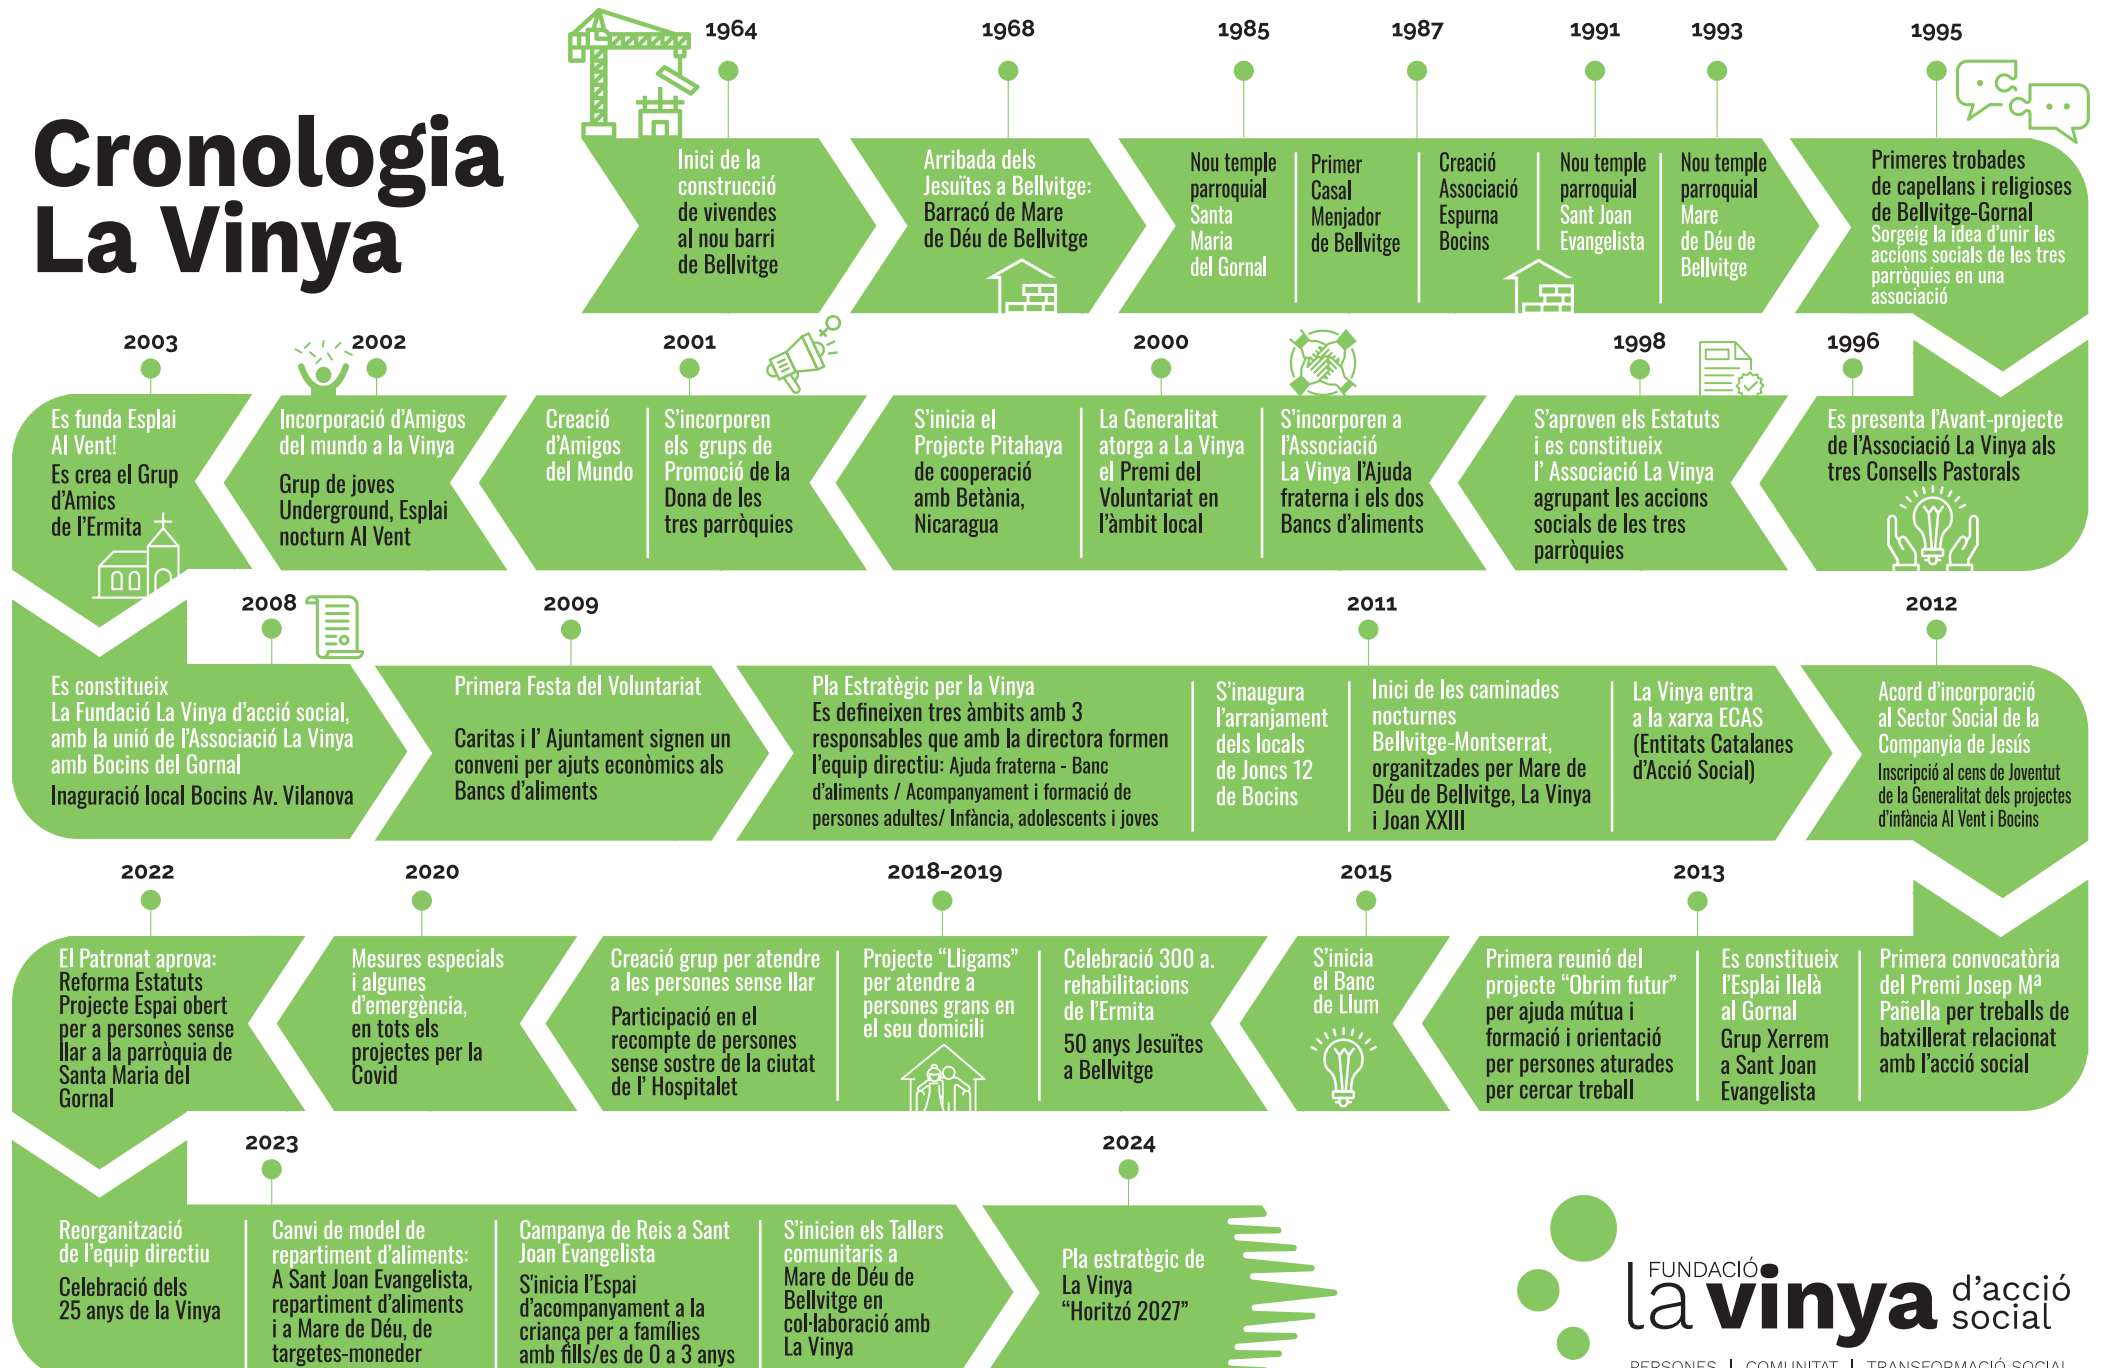 Cronologia
La Vinya
1964
Inici de la
construcció
de vivendes
al nou barri
de Bellvitge
1968
Arribada dels
Jesuïtes a Bellvitge:
Barracó de Mare
de Déu de Bellvitge
1985
Nou temple
parroquial
Santa
Maria
del Gornal
1987
Primer
Casal
Menjador
de Bellvitge
Creació
Associació
Espurna
Bocins
1991
Nou temple
parroquial
Sant Joan
Evangelista
1993
Nou temple
parroquial
Mare
de Déu de
Bellvitge
1995
Primeres trobades
de capellans i religioses
de Bellvitge-Gornal
Sorgeig la idea d'unir les
accions socials de les tres
parròquies en una
associació
1996
Es presenta l'Avant-projecte
de l'Associació La Vinya als
tres Consells Pastorals
1998
S'aproven els Estatuts
i es constitueix
l' Associació La Vinya
agrupant les accions
socials de les tres
parròquies
2000
S'incorporen a
l'Associació
La Vinya l'Ajuda
fraterna i els dos
Bancs d'aliments
La Generalitat
atorga a La Vinya
el Premi del
Voluntariat en
l'àmbit local
S'inicia el
Projecte Pitahaya
de cooperació
amb Betània,
Nicaragua
2001
S'incorporen
els grups de
Promoció de la
Dona de les
tres parròquies
Creació
d'Amigos
del Mundo
2002
Incorporació d'Amigos
del mundo a la Vinya
Grup de joves
Underground, Esplai
nocturn Al Vent
2003
Es funda Esplai
Al Vent!
Es crea el Grup
d'Amics
de l'Ermita
2008
Es constitueix
La Fundació La Vinya d'acció social,
amb la unió de l'Associació La Vinya
amb Bocins del Gornal
Inaguració local Bocins Av. Vilanova
2009
Primera Festa del Voluntariat
Caritas i l' Ajuntament signen un
conveni per ajuts econòmics als
Bancs d'aliments
2011
Pla Estratègic per la Vinya
Es defineixen tres àmbits amb 3
responsables que amb la directora formen
l'equip directiu: Ajuda fraterna - Banc
d'aliments / Acompanyament i formació de
persones adultes/ Infància, adolescents i joves
S'inaugura
l'arranjament
dels locals
de Joncs 12
de Bocins
Inici de les caminades
nocturnes
Bellvitge-Montserrat,
organitzades per Mare de
Déu de Bellvitge, La Vinya
i Joan XXIII
La Vinya entra
a la xarxa ECAS
(Entitats Catalanes
d'Acció Social)
2012
Acord d'incorporació
al Sector Social de la
Companyia de Jesús
Inscripció al cens de Joventut
de la Generalitat dels projectes
d'infància Al Vent i Bocins
2013
Primera convocatòria
del Premi Josep Mª
Pañella per treballs de
batxillerat relacionat
amb l'acció social
Es constitueix
l'Esplai Ilelà
al Gornal
Grup Xerrem
a Sant Joan
Evangelista
Primera reunió del
projecte “Obrim futur”
per ajuda mútua i
formació i orientació
per persones aturades
per cercar treball
2015
S'inicia
el Banc
de Llum
2018-2019
Celebració 300 a.
rehabilitacions
de l'Ermita
50 anys Jesuïtes
a Bellvitge
Projecte “Lligams”
per atendre a
persones grans en
el seu domicili
Creació grup per atendre
a les persones sense llar
Participació en el
recompte de persones
sense sostre de la ciutat
de l' Hospitalet
2020
Mesures especials
i algunes
d'emergència,
en tots els
projectes per la
Covid
2022
El Patronat aprova:
Reforma Estatuts
Projecte Espai obert
per a persones sense
llar a la parròquia de
Santa Maria del
Gornal
2023
Reorganització
de l'equip directiu
Celebració dels
25 anys de la Vinya
Canvi de model de
repartiment d'aliments:
A Sant Joan Evangelista,
repartiment d'aliments
i a Mare de Déu, de
targetes-moneder
Campanya de Reis a Sant
Joan Evangelista
S'inicia l'Espai
d'acompanyament a la
criança per a famílies
amb fills/es de 0 a 3 anys
S'inicien els Tallers
comunitaris a
Mare de Déu de
Bellvitge en
col·laboració amb
La Vinya
2024
Pla estratègic de
La Vinya
“Horitzó 2027”
FUNDACIÓ
la vinya d'acció social
PERSONES | COMUNITAT | TRANSFORMACIÓ SOCIAL